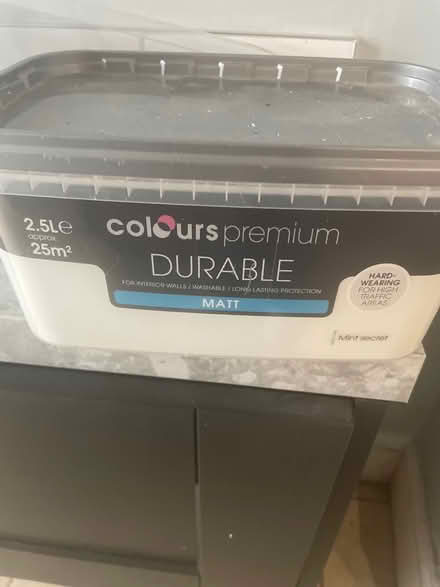 2.5Le
approx.
25m²
colours premium
DURABLE
FOR INTERIOR WALLS / WASHABLE / LONG LASTING PROTECTION
MATT
HARD-
WEARING
FOR HIGH
TRAFFIC
AREAS
Mint secret